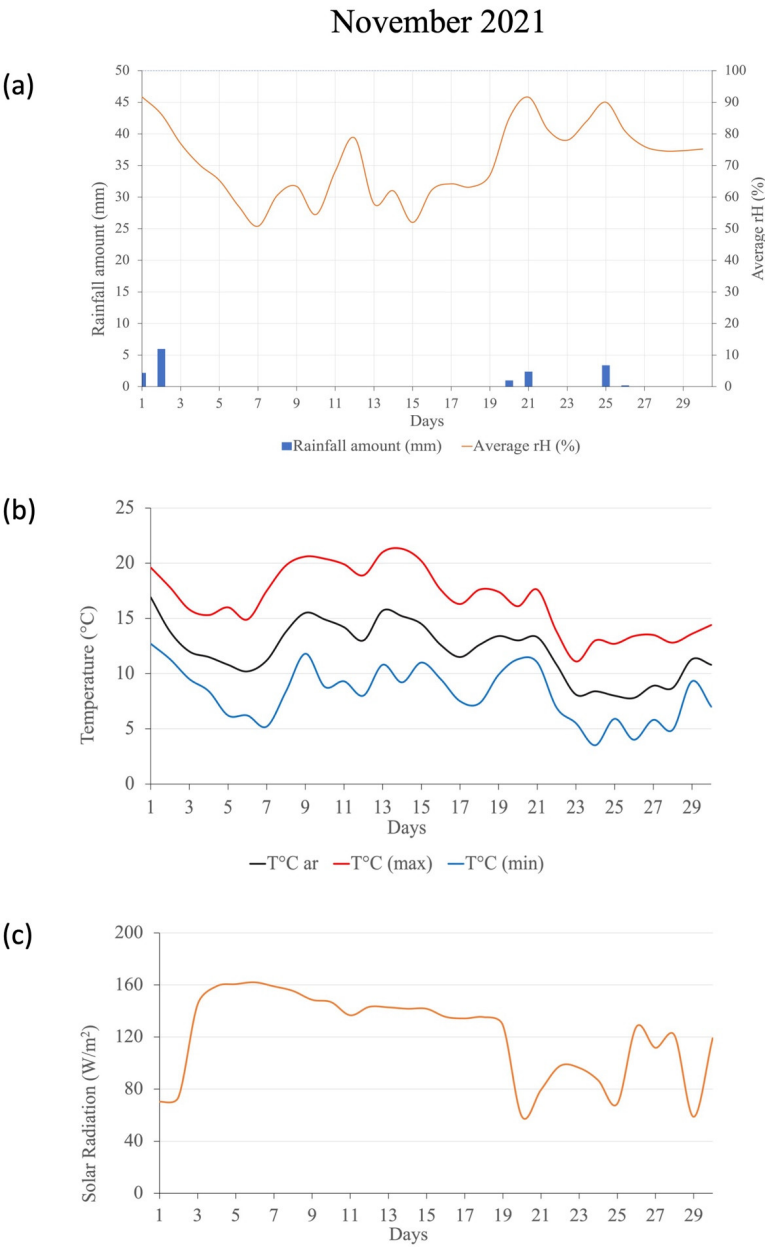 November 2021
(a)
50 100
45 90
40 80
35 70
30 60
25 50
20 40
15 30
10 20
5 10
0 0
Rainfall amount (mm)
Average rH (%)
1 3 5 7 9 11 13 15 17 19 21 23 25 27 29
Days
Rainfall amount (mm) Average rH (%)
(b)
25
20
15
10
5
0
Temperature (°C)
1 3 5 7 9 11 13 15 17 19 21 23 25 27 29
Days
T°C ar T°C (max) T°C (min)
(c)
200
160
120
80
40
0
Solar Radiation (W/m²)
1 3 5 7 9 11 13 15 17 19 21 23 25 27 29
Days